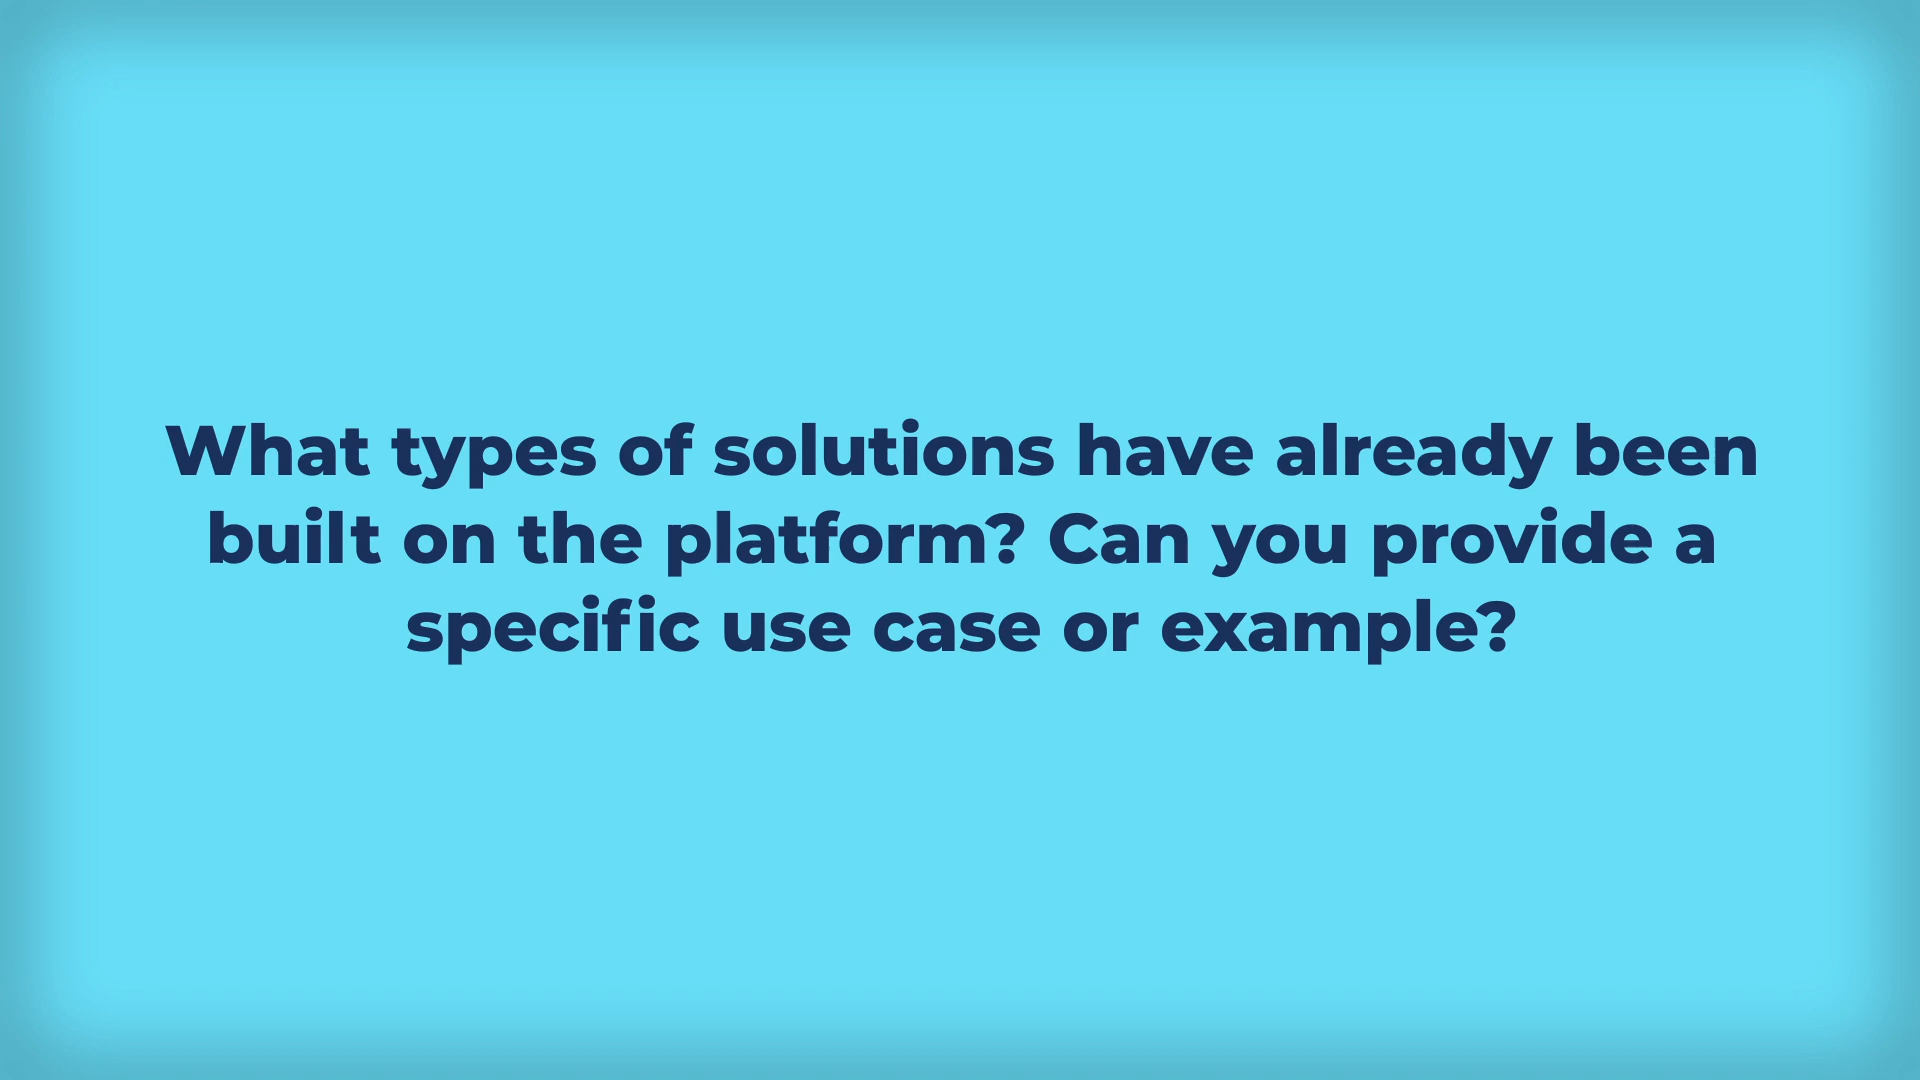 What types of solutions have already been
built on the platform? Can you provide a
specific use case or example?